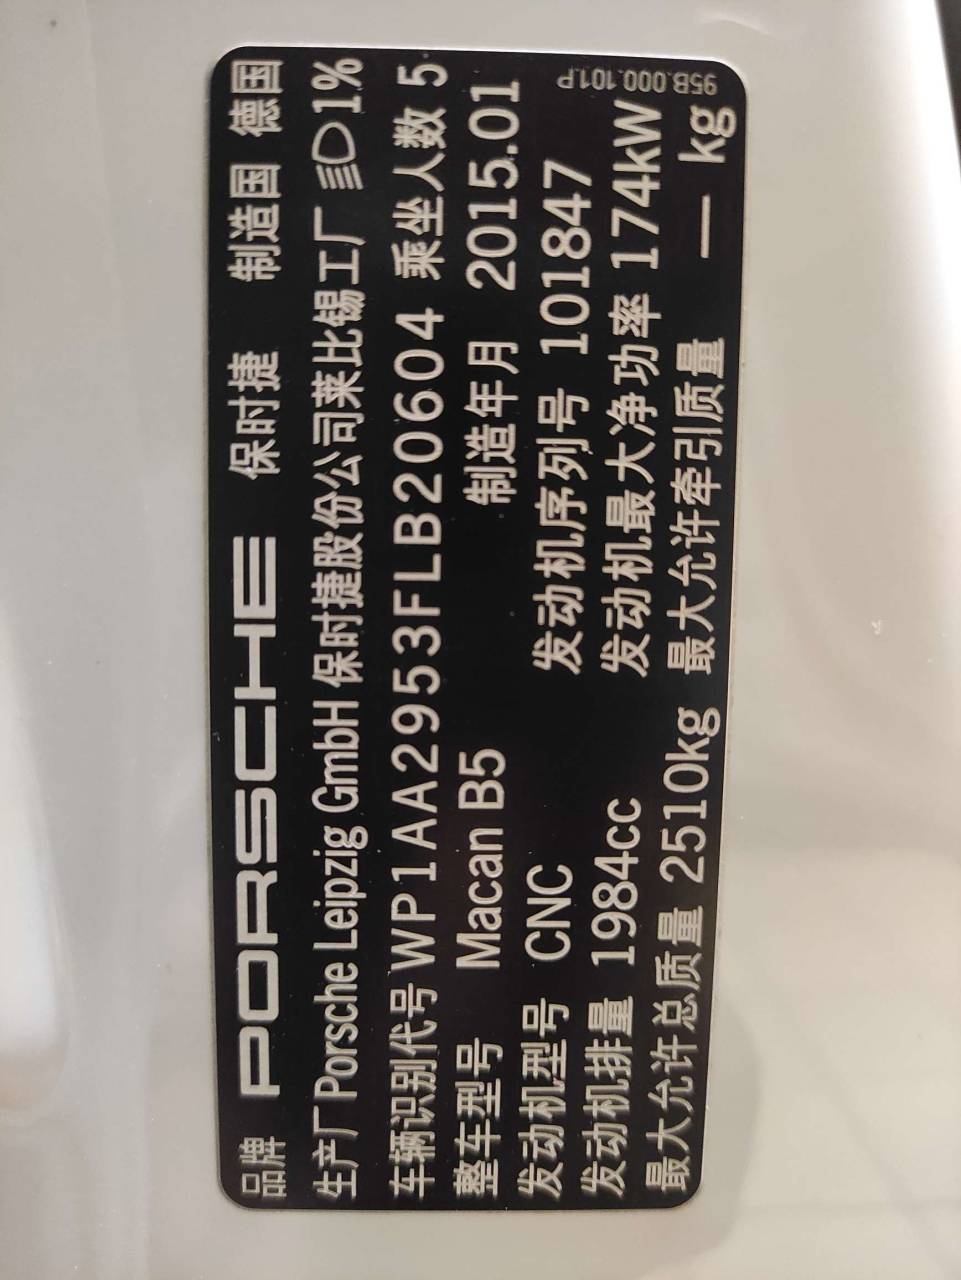 品牌 PORSCHE 保时捷 制造国 德国
生产厂 Porsche Leipzig GmbH 保时捷股份公司莱比锡工厂 1%
车辆识别代号 WP1AA2953FLB20604 乘坐人数 5
整车型号 Macan B5 制造年月 2015.01
发动机型号 CNC 发动机序列号 101847
发动机排量 1984cc 发动机最大净功率 174kW
最大允许总质量 2510kg 最大允许牵引质量 — kg
95B.000.101.P